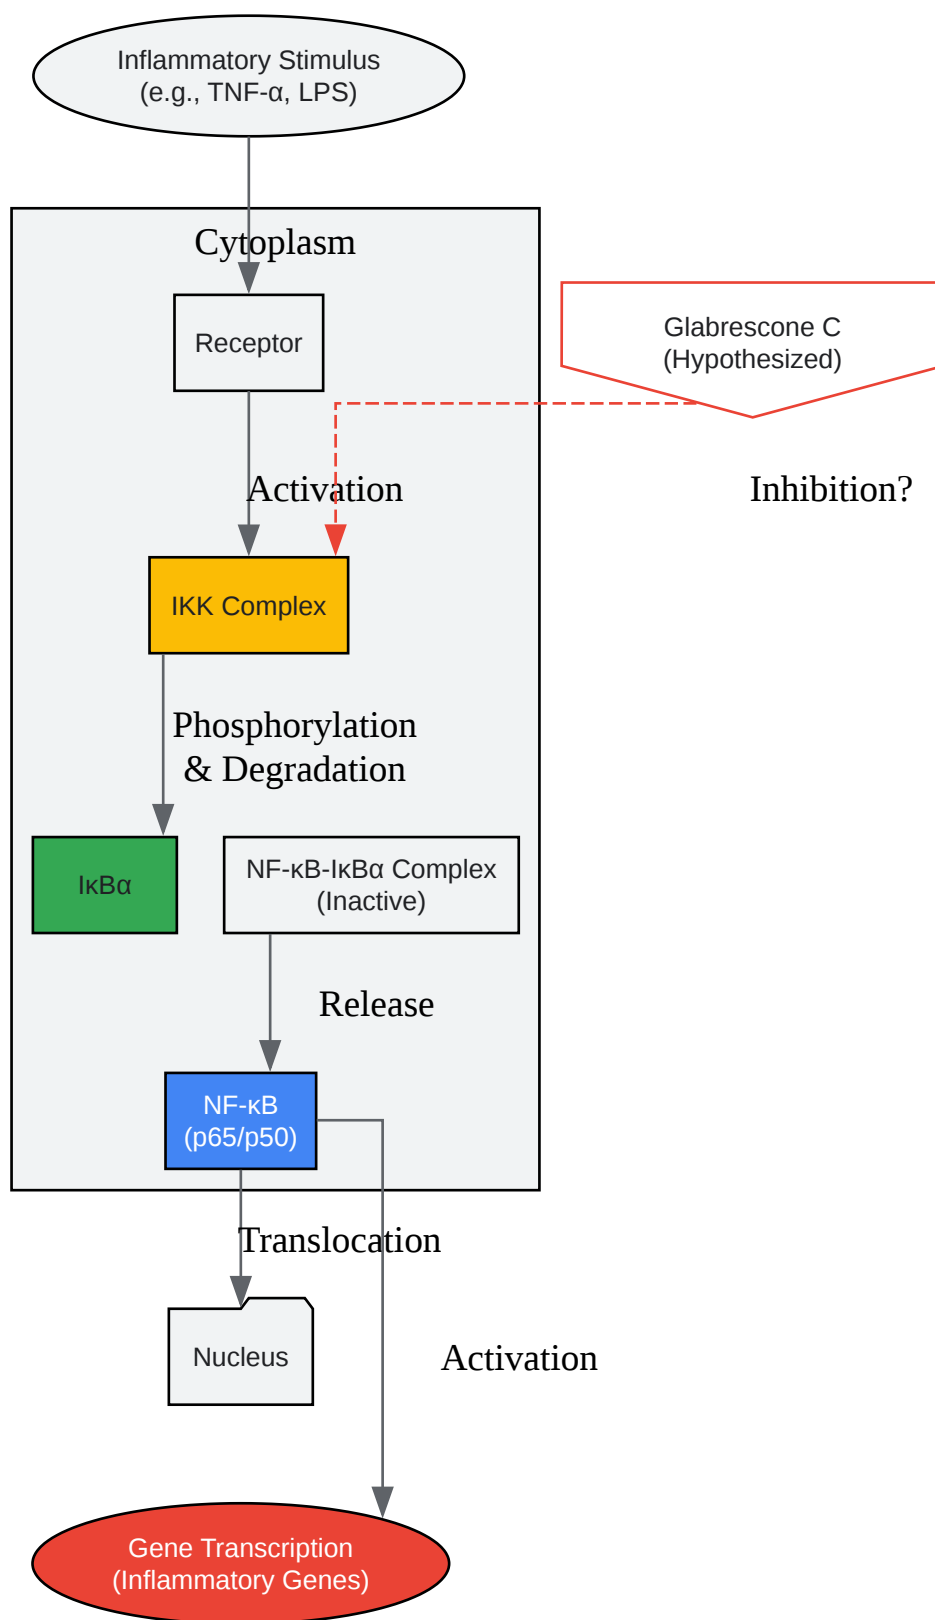 Inflammatory Stimulus
(e.g., TNF-α, LPS)
Cytoplasm
Receptor
Glabrescone C
(Hypothesized)
Activation
Inhibition?
IKK Complex
Phosphorylation
& Degradation
IκBα
NF-κB-IκBα Complex
(Inactive)
Release
NF-κB
(p65/p50)
Translocation
Nucleus
Activation
Gene Transcription
(Inflammatory Genes)